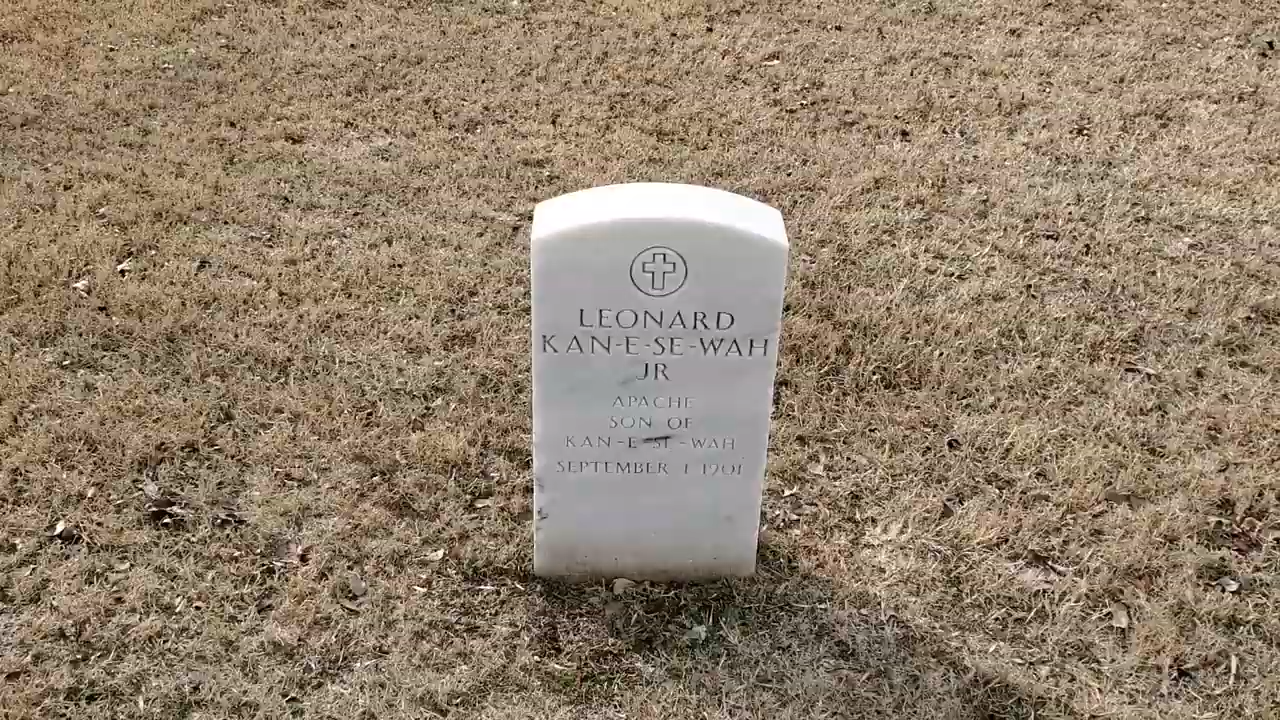 LEONARD
KAN-E-SE-WAH
JR
APACHE
SON OF
KAN-E-SE-WAH
SEPTEMBER 1 1901